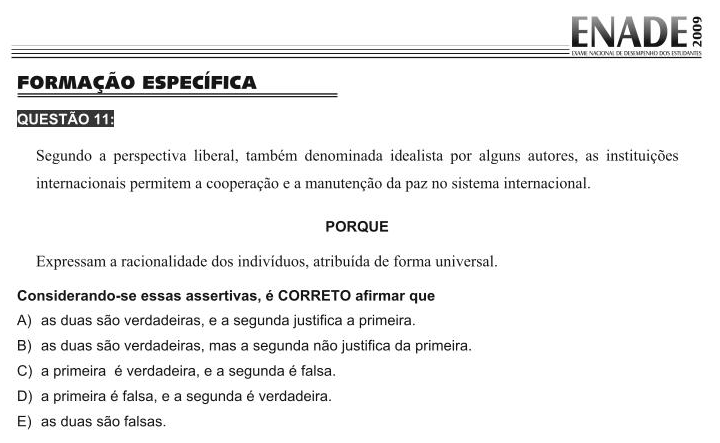 ENADE 2009
EXAME NACIONAL DE DESEMPENHO DOS ESTUDANTES
FORMAÇÃO ESPECÍFICA
QUESTÃO 11:
Segundo a perspectiva liberal, também denominada idealista por alguns autores, as instituições
internacionais permitem a cooperação e a manutenção da paz no sistema internacional.
PORQUE
Expressam a racionalidade dos indivíduos, atribuída de forma universal.
Considerando-se essas assertivas, é CORRETO afirmar que
A) as duas são verdadeiras, e a segunda justifica a primeira.
B) as duas são verdadeiras, mas a segunda não justifica da primeira.
C) a primeira é verdadeira, e a segunda é falsa.
D) a primeira é falsa, e a segunda é verdadeira.
E) as duas são falsas.